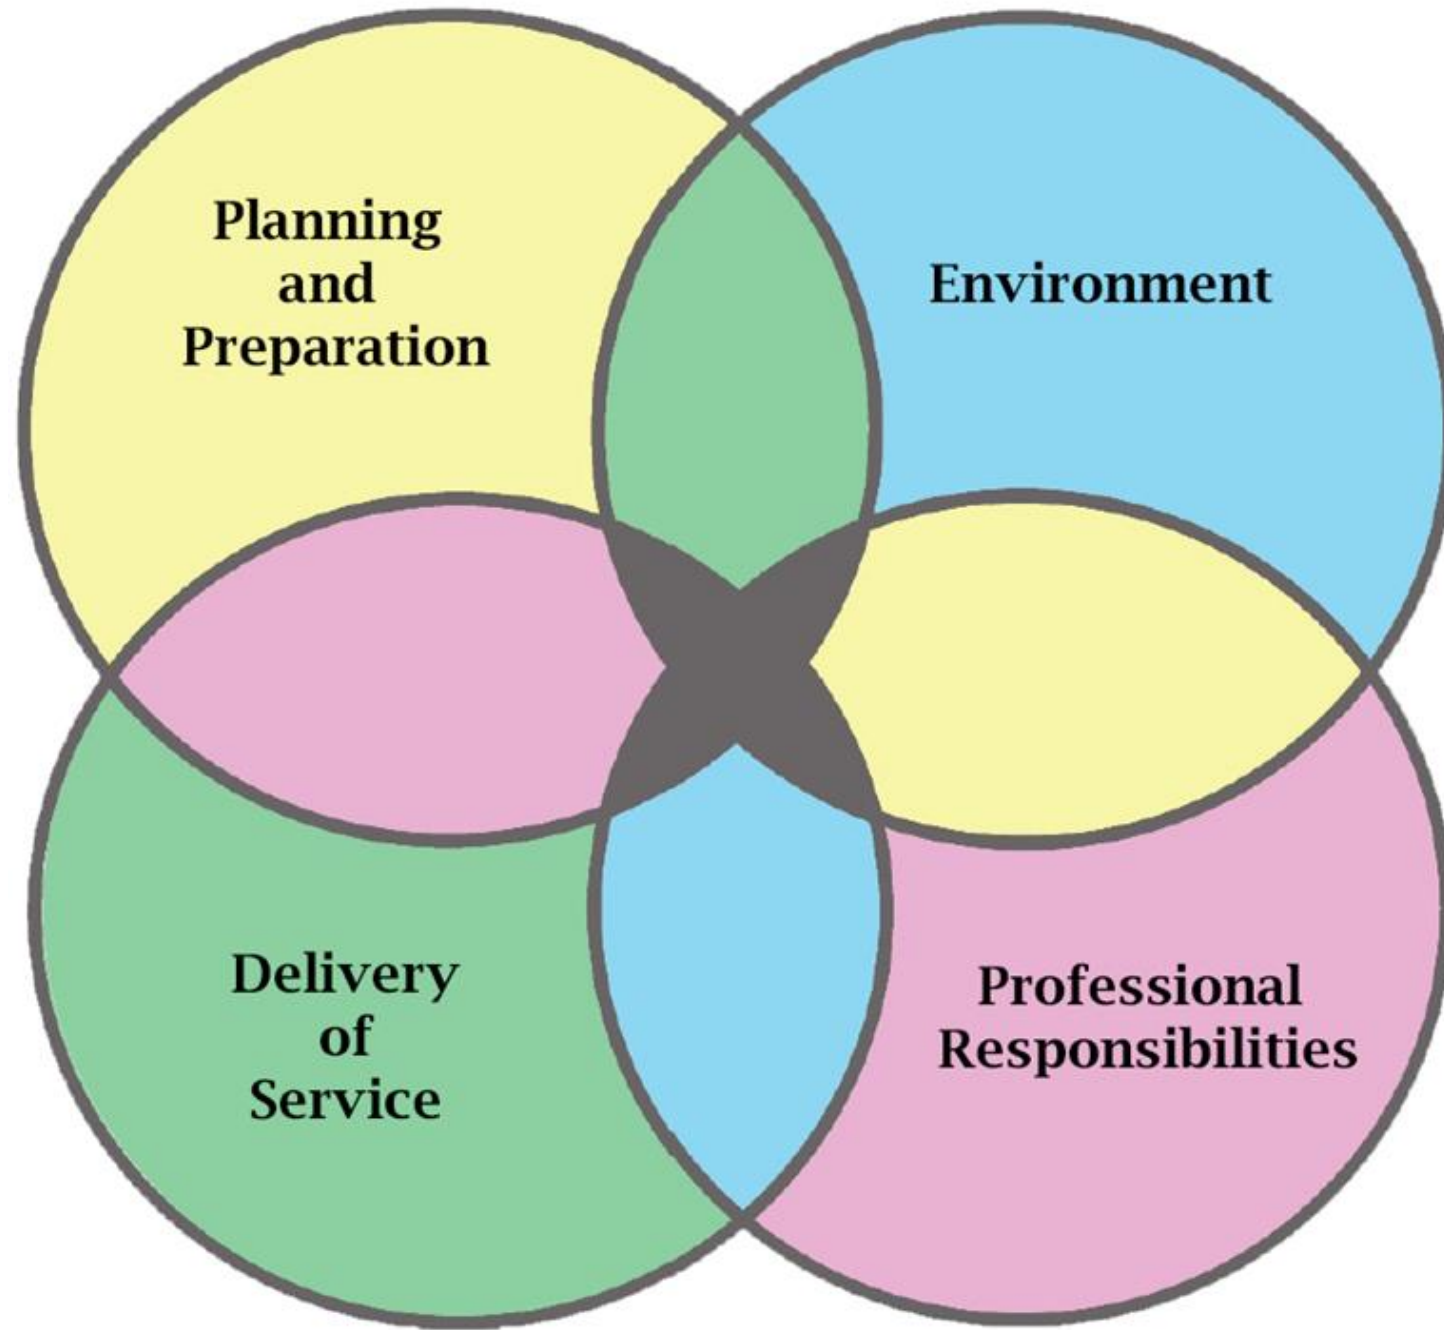 Planning
and
Preparation
Environment
Delivery
of
Service
Professional
Responsibilities